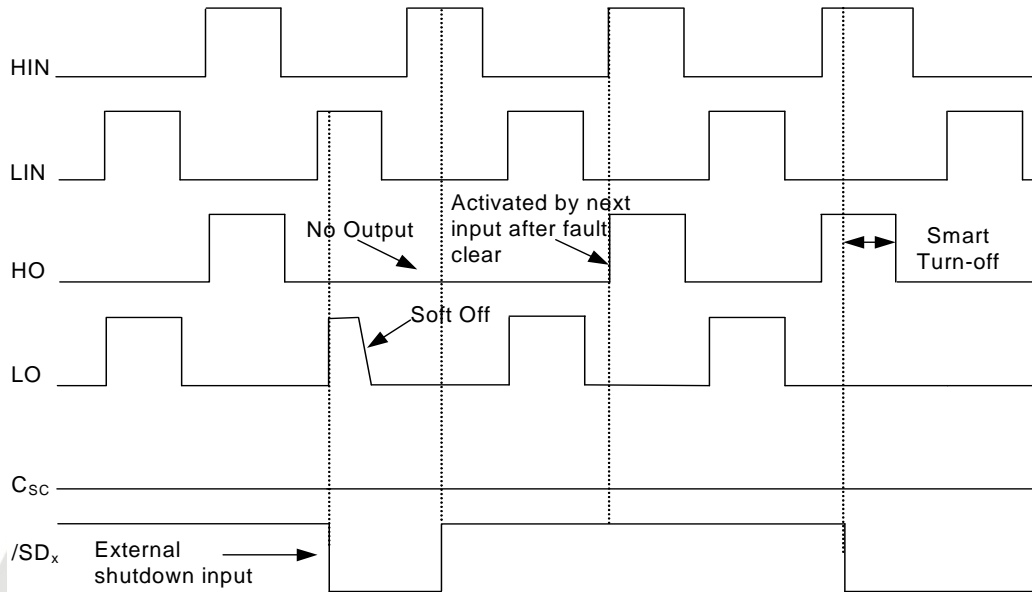 HIN
LIN
Activated by next
input after fault
clear
No Output
HO
Smart
Turn-off
Soft Off
LO
CSC
/SDx
External
shutdown input